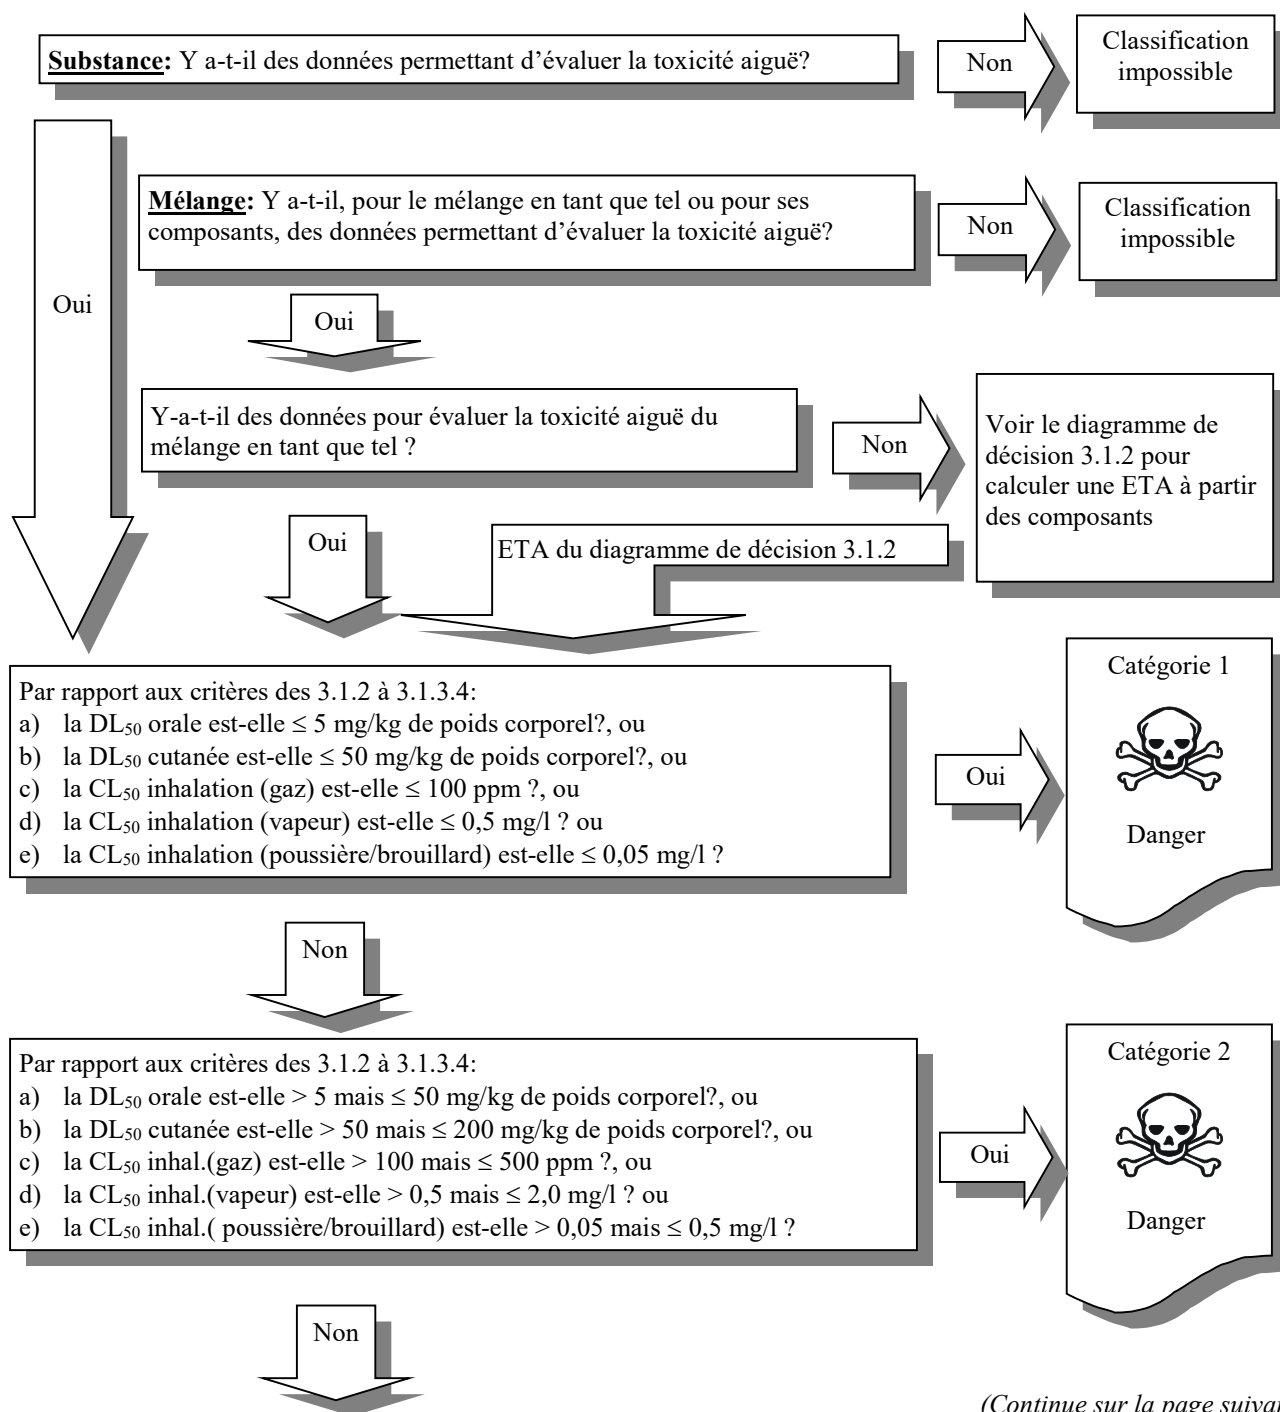 Substance: Y a-t-il des données permettant d'évaluer la toxicité aiguë?
Non
Classification
impossible
Mélange: Y a-t-il, pour le mélange en tant que tel ou pour ses
composants, des données permettant d'évaluer la toxicité aiguë?
Non
Classification
impossible
Oui
Oui
Y-a-t-il des données pour évaluer la toxicité aiguë du
mélange en tant que tel ?
Non
Voir le diagramme de
décision 3.1.2 pour
calculer une ETA à partir
des composants
Oui
ETA du diagramme de décision 3.1.2
Par rapport aux critères des 3.1.2 à 3.1.3.4:
a) la DL₅₀ orale est-elle ≤ 5 mg/kg de poids corporel?, ou
b) la DL₅₀ cutanée est-elle ≤ 50 mg/kg de poids corporel?, ou
c) la CL₅₀ inhalation (gaz) est-elle ≤ 100 ppm ?, ou
d) la CL₅₀ inhalation (vapeur) est-elle ≤ 0,5 mg/l ? ou
e) la CL₅₀ inhalation (poussière/brouillard) est-elle ≤ 0,05 mg/l ?
Oui
Catégorie 1
Danger
Non
Par rapport aux critères des 3.1.2 à 3.1.3.4:
a) la DL₅₀ orale est-elle > 5 mais ≤ 50 mg/kg de poids corporel?, ou
b) la DL₅₀ cutanée est-elle > 50 mais ≤ 200 mg/kg de poids corporel?, ou
c) la CL₅₀ inhal.(gaz) est-elle > 100 mais ≤ 500 ppm ?, ou
d) la CL₅₀ inhal.(vapeur) est-elle > 0,5 mais ≤ 2,0 mg/l ? ou
e) la CL₅₀ inhal.( poussière/brouillard) est-elle > 0,05 mais ≤ 0,5 mg/l ?
Oui
Catégorie 2
Danger
Non
(Continue sur la page